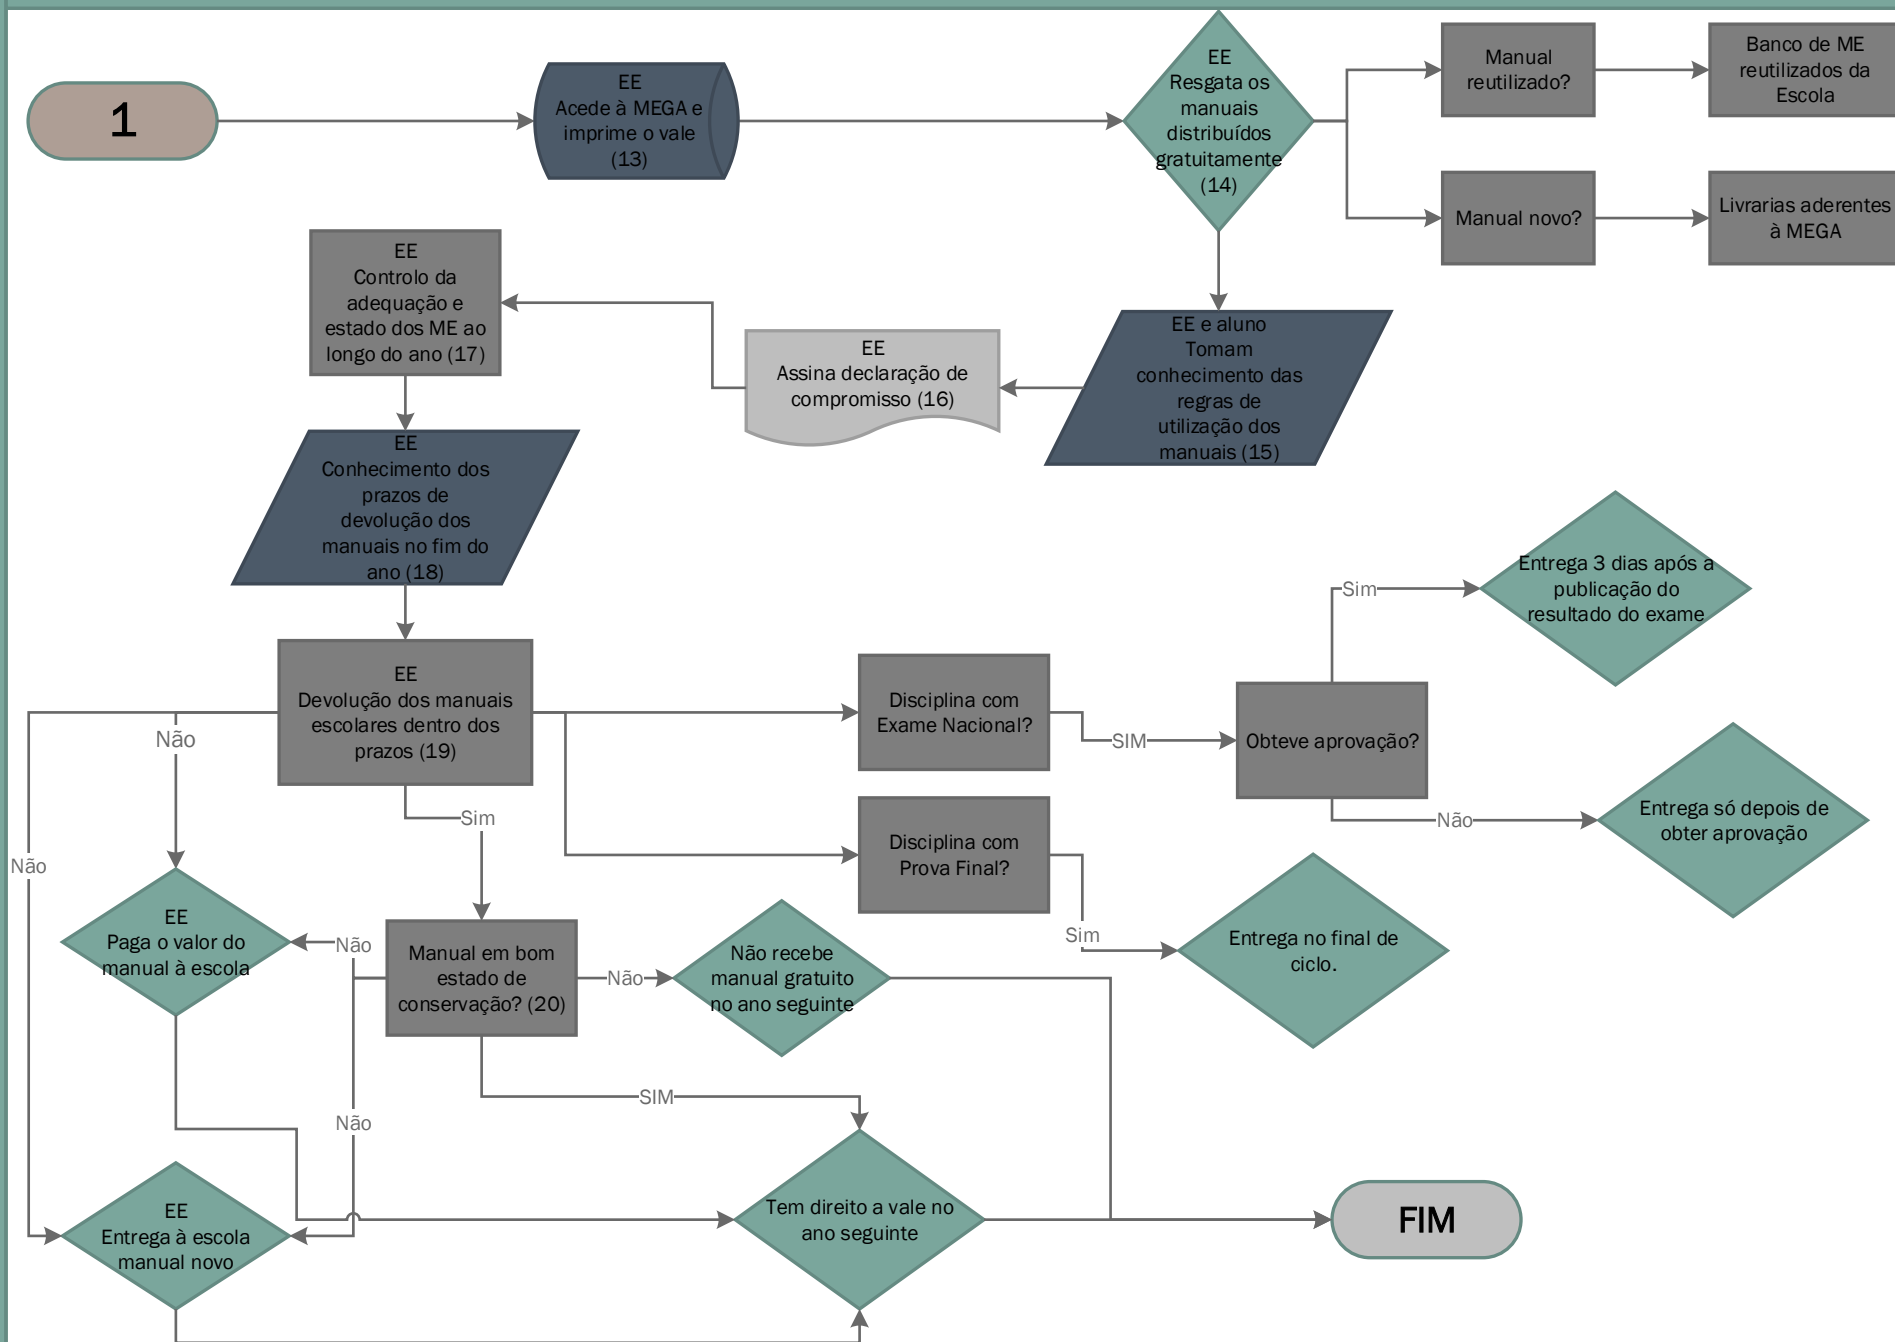 1
EE
Acede à MEGA e
imprime o vale
(13)
EE
Resgata os
manuais
distribuídos
gratuitamente
(14)
Manual
reutilizado?
Banco de ME
reutilizados da
Escola
Manual novo?
Livrarias aderentes
à MEGA
EE
Controlo da
adequação e
estado dos ME ao
longo do ano (17)
EE
Assina declaração de
compromisso (16)
EE e aluno
Tomam
conhecimento das
regras de
utilização dos
manuais (15)
EE
Conhecimento dos
prazos de
devolução dos
manuais no fim do
ano (18)
EE
Devolução dos manuais
escolares dentro dos
prazos (19)
Disciplina com
Exame Nacional?
SIM
Obteve aprovação?
Sim
Entrega 3 dias após a
publicação do
resultado do exame
Não
Entrega só depois de
obter aprovação
Disciplina com
Prova Final?
Sim
Entrega no final de
ciclo.
Não
Não
Sim
EE
Paga o valor do
manual à escola
Não
Manual em bom
estado de
conservação? (20)
Não
Não recebe
manual gratuito
no ano seguinte
SIM
Não
EE
Entrega à escola
manual novo
Tem direito a vale no
ano seguinte
FIM